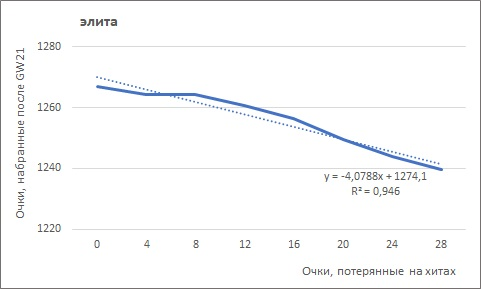 элита
Очки, набранные после GW21
1280
1260
1240
1220
y = -4,0788x + 1274,1
R² = 0,946
0 4 8 12 16 20 24 28
Очки, потерянные на хитах